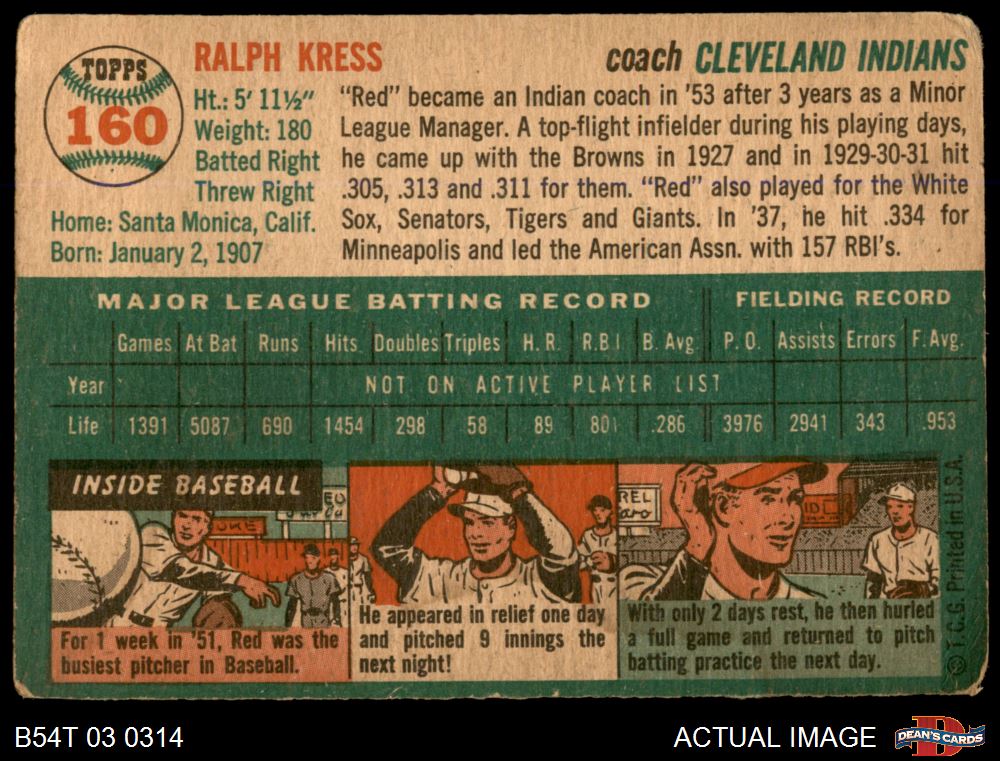 TOPPS
160
RALPH KRESS
coach CLEVELAND INDIANS
Ht.: 5' 11½"
Weight: 180
Batted Right
Threw Right
Home: Santa Monica, Calif.
Born: January 2, 1907
"Red" became an Indian coach in '53 after 3 years as a Minor
League Manager. A top-flight infielder during his playing days,
he came up with the Browns in 1927 and in 1929-30-31 hit
.305, .313 and .311 for them. "Red" also played for the White
Sox, Senators, Tigers and Giants. In '37, he hit .334 for
Minneapolis and led the American Assn. with 157 RBI's.
MAJOR LEAGUE BATTING RECORD FIELDING RECORD
Games At Bat Runs Hits Doubles Triples H.R. R.B.I B. Avg. P.O. Assists Errors F. Avg.
Year NOT ON ACTIVE PLAYER LIST
Life 1391 5087 690 1454 298 58 89 801 .286 3976 2941 343 .953
INSIDE BASEBALL
For 1 week in '51, Red was the
busiest pitcher in Baseball.
He appeared in relief one day
and pitched 9 innings the
next night!
REL
With only 2 days rest, he then hurled
a full game and returned to pitch
batting practice the next day.
© T.C.G. Printed in U.S.A.
B54T 03 0314
ACTUAL IMAGE
DEAN'S CARDS